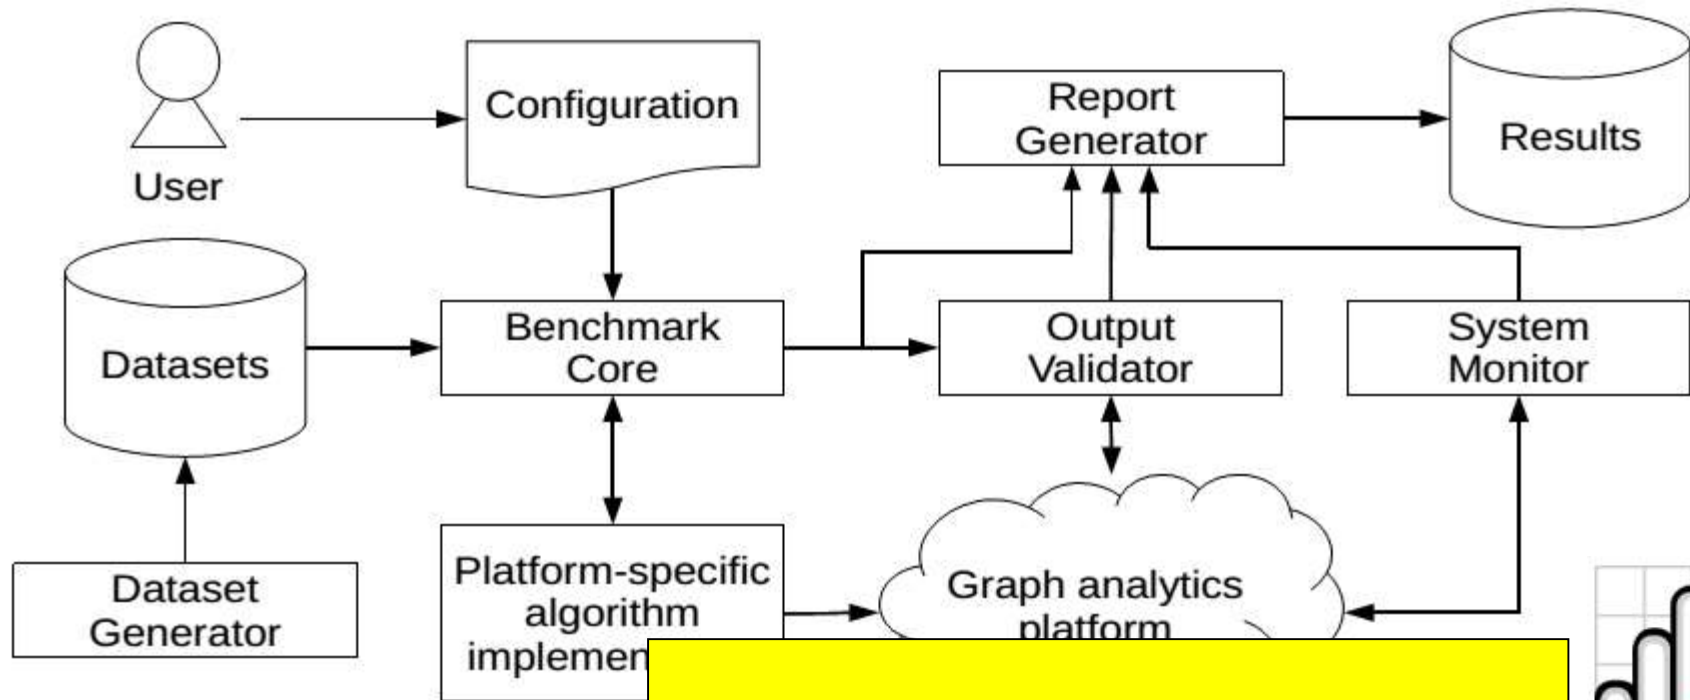 User
Configuration
Report
Generator
Results
Datasets
Benchmark
Core
Output
Validator
System
Monitor
Dataset
Generator
Platform-specific
algorithm
Graph analytics
platform